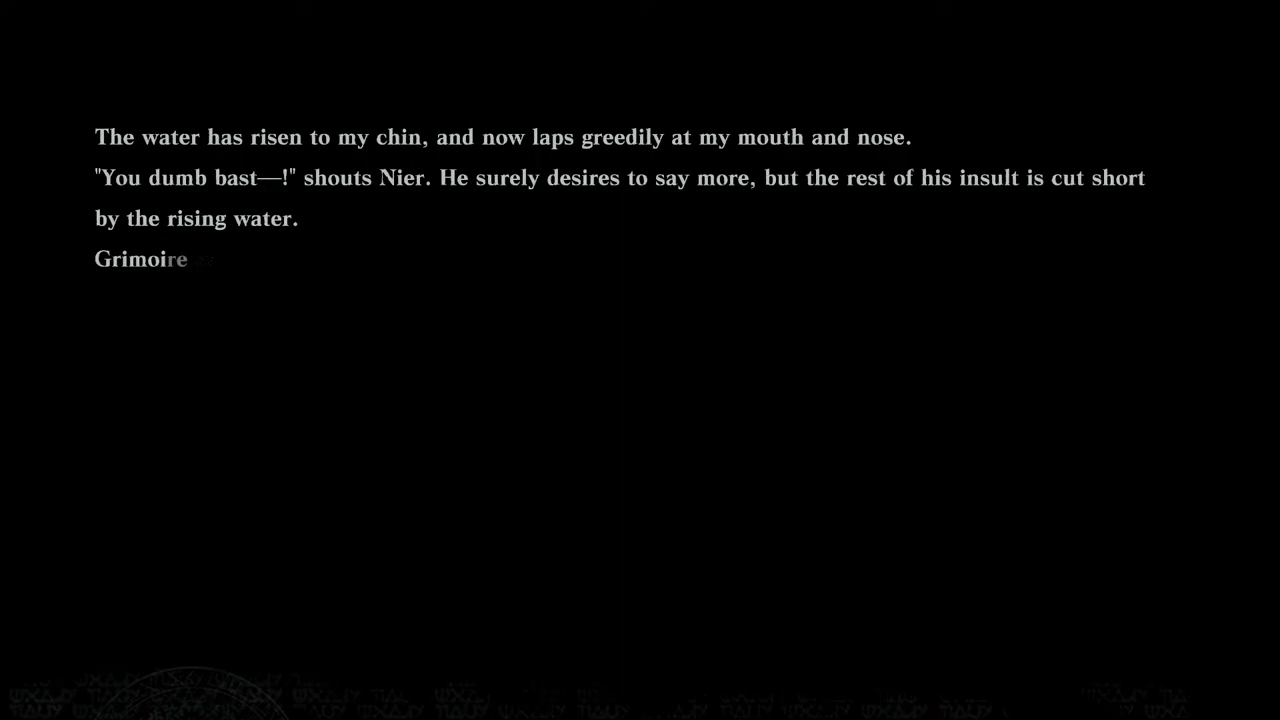 The water has risen to my chin, and now laps greedily at my mouth and nose.
"You dumb bast—!" shouts Nier. He surely desires to say more, but the rest of his insult is cut short
by the rising water.
Grimoire